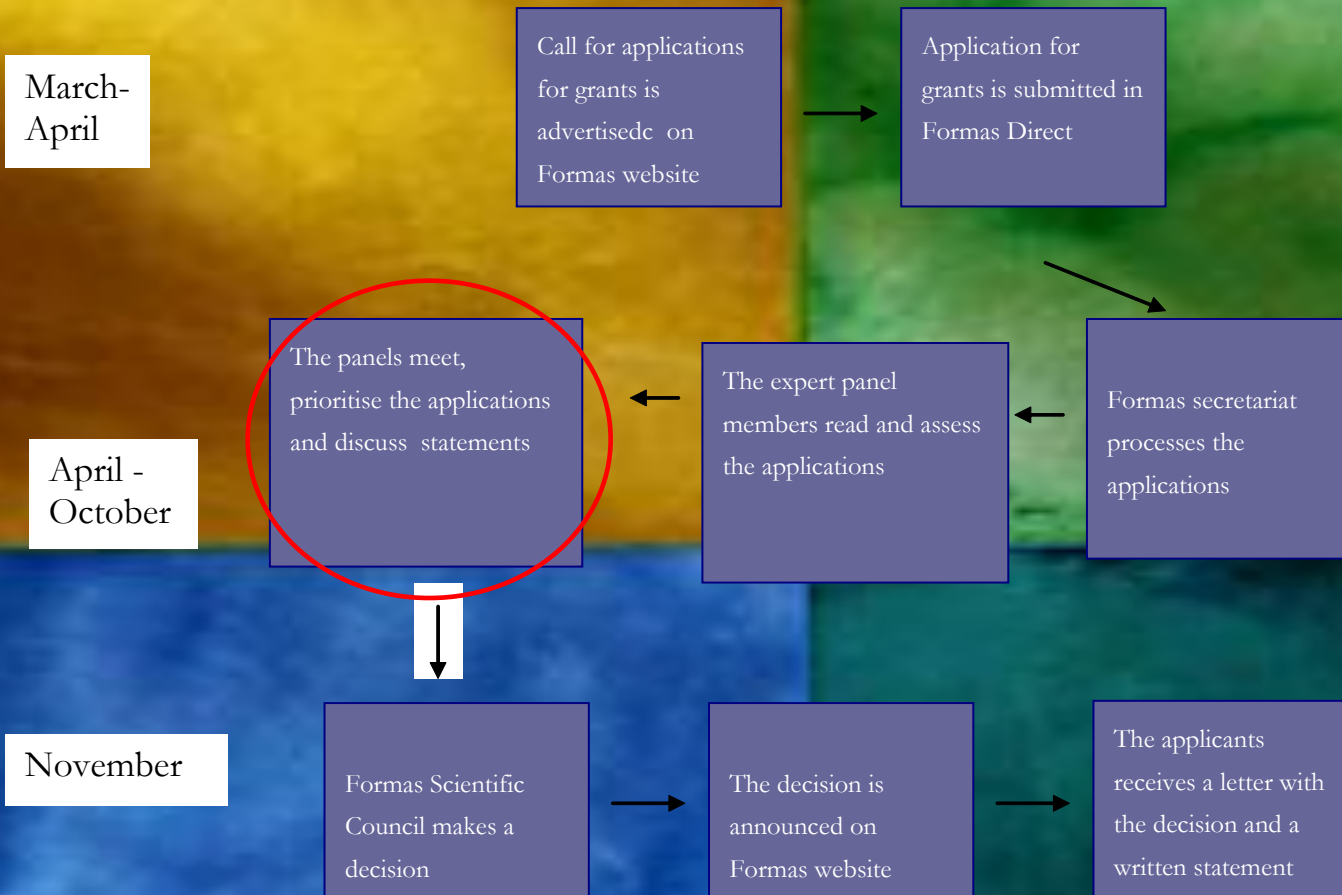 March-
April
Call for applications
for grants is
advertisedc on
Formas website
Application for
grants is submitted in
Formas Direct
April -
October
The panels meet,
prioritise the applications
and discuss statements
The expert panel
members read and assess
the applications
Formas secretariat
processes the
applications
November
Formas Scientific
Council makes a
decision
The decision is
announced on
Formas website
The applicants
receives a letter with
the decision and a
written statement